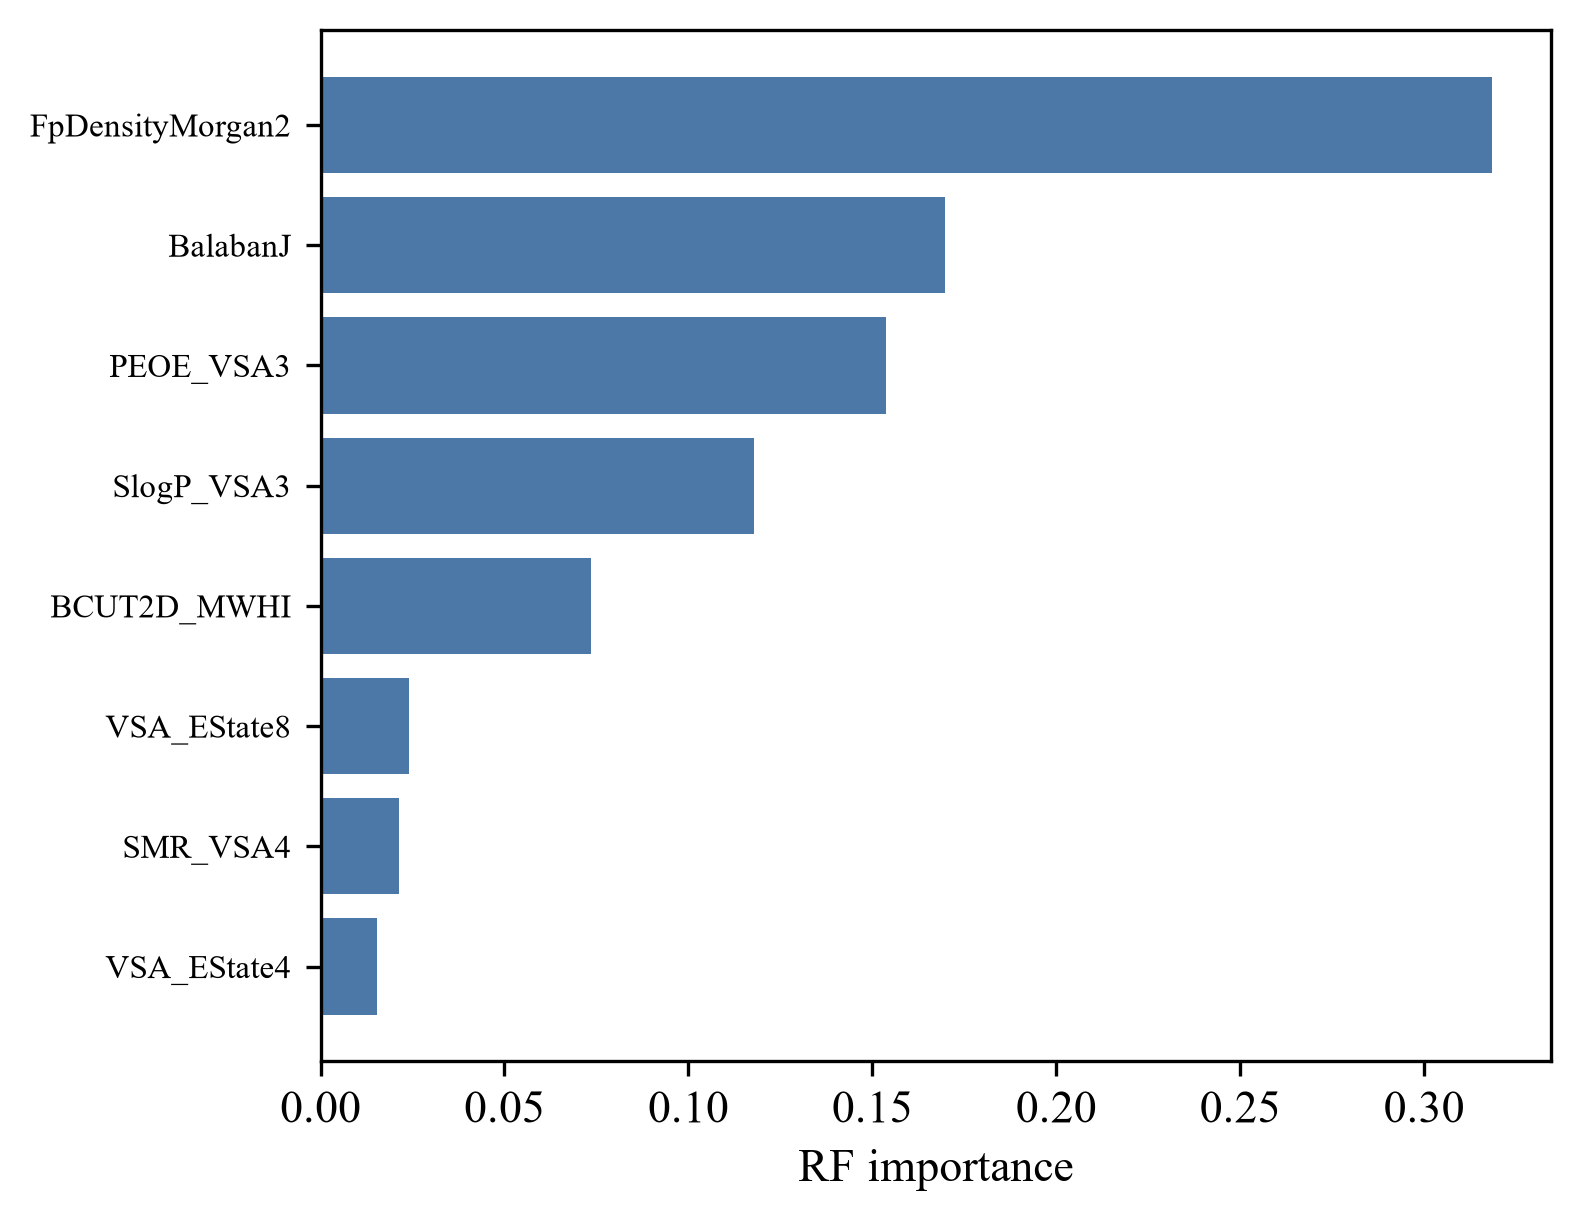 FpDensityMorgan2
BalabanJ
PEOE_VSA3
SlogP_VSA3
BCUT2D_MWHI
VSA_EState8
SMR_VSA4
VSA_EState4
0.00 0.05 0.10 0.15 0.20 0.25 0.30
RF importance